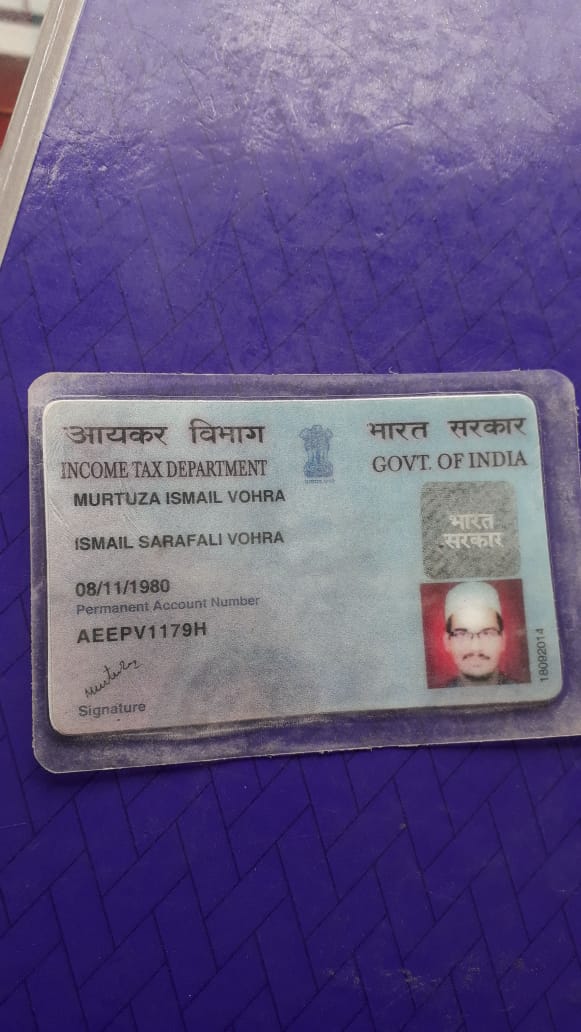 आयकर विभाग
INCOME TAX DEPARTMENT
भारत सरकार
GOVT. OF INDIA
MURTUZA ISMAIL VOHRA
ISMAIL SARAFALI VOHRA
08/11/1980
Permanent Account Number
AEEPV1179H
Signature
भारत
सरकार
18092014